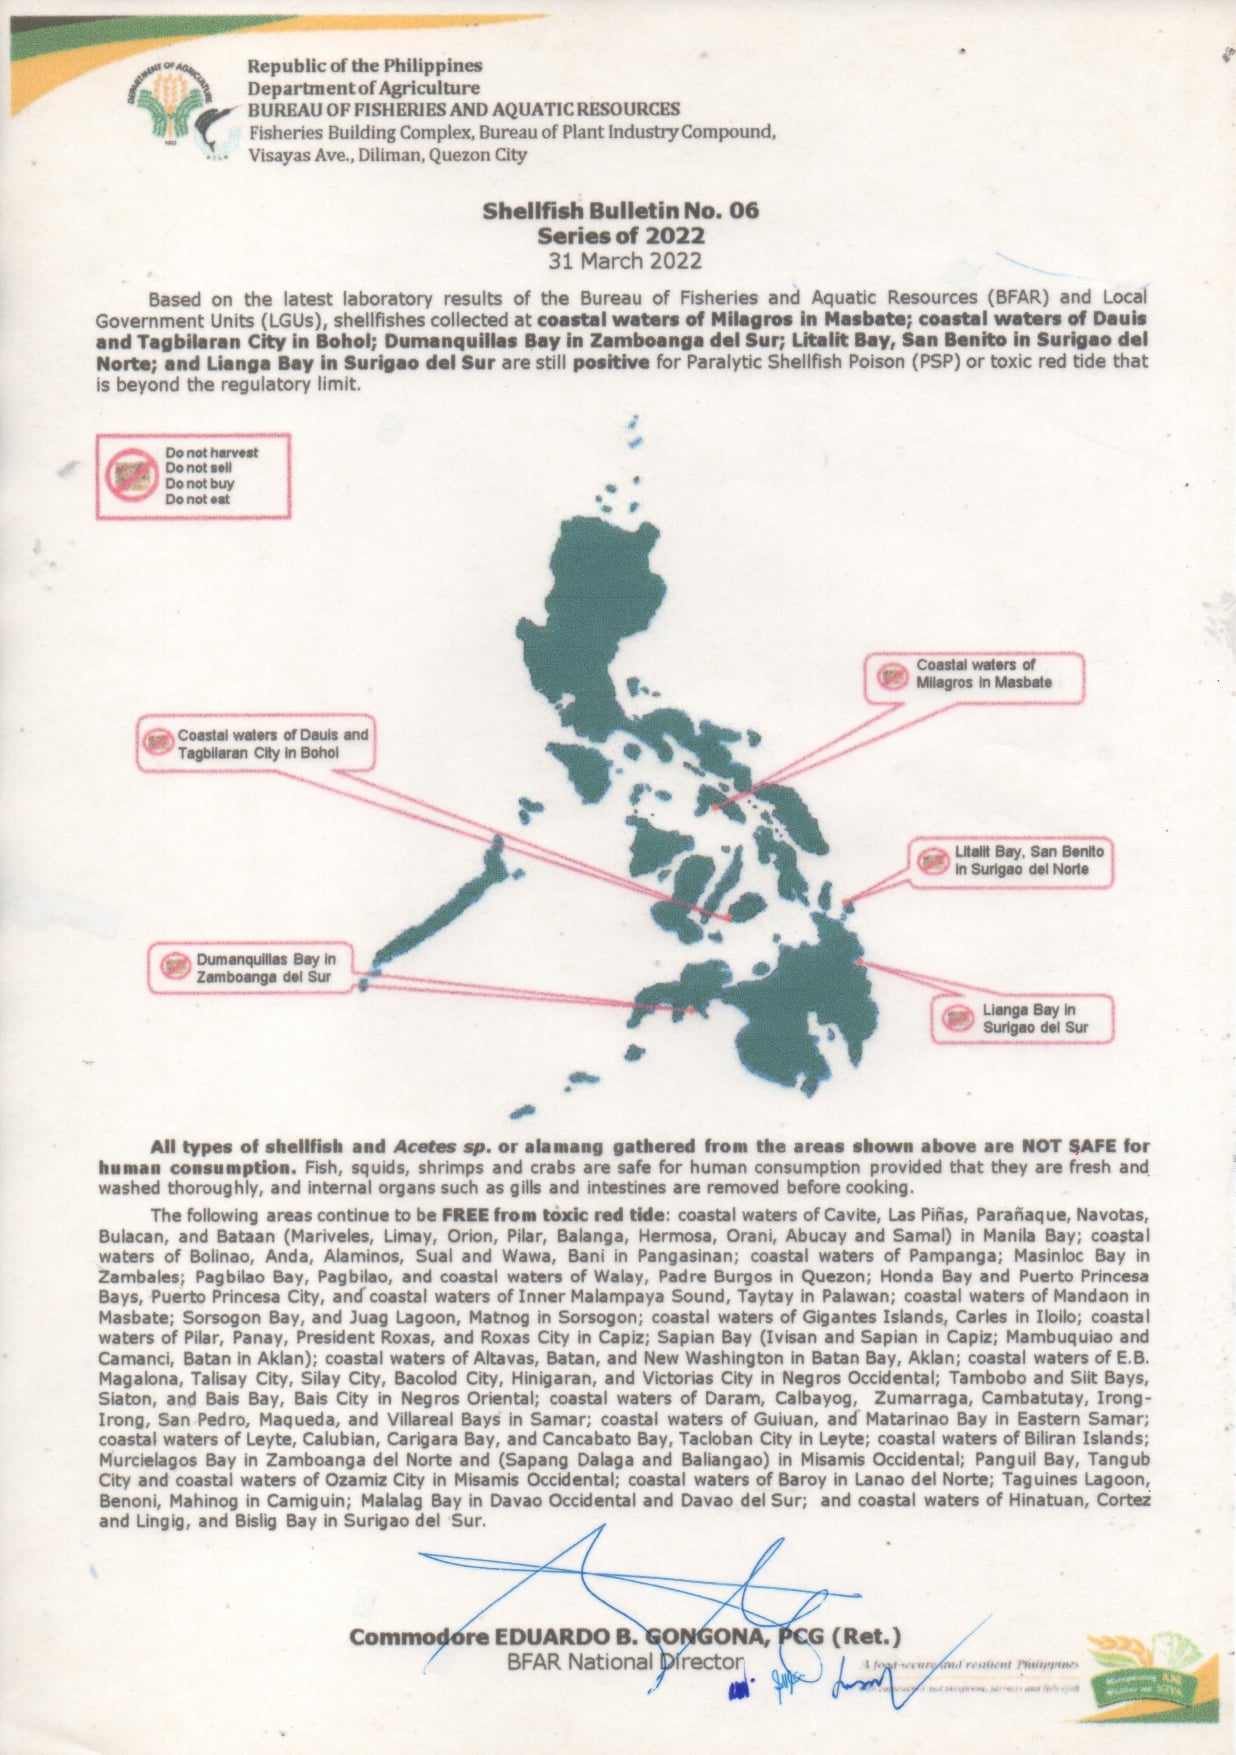 DEPARTMENT OF AGRICULTURE
Republic of the Philippines
Department of Agriculture
BUREAU OF FISHERIES AND AQUATIC RESOURCES
Fisheries Building Complex, Bureau of Plant Industry Compound,
Visayas Ave., Diliman, Quezon City
Shellfish Bulletin No. 06
Series of 2022
31 March 2022
Based on the latest laboratory results of the Bureau of Fisheries and Aquatic Resources (BFAR) and Local
Government Units (LGUs), shellfishes collected at coastal waters of Milagros in Masbate; coastal waters of Dauis
and Tagbilaran City in Bohol; Dumanquillas Bay in Zamboanga del Sur; Litalit Bay, San Benito in Surigao del
Norte; and Lianga Bay in Surigao del Sur are still positive for Paralytic Shellfish Poison (PSP) or toxic red tide that
is beyond the regulatory limit.
Do not harvest
Do not sell
Do not buy
Do not eat
Coastal waters of
Milagros in Masbate
Coastal waters of Dauis and
Tagbilaran City in Bohol
Litalit Bay, San Benito
in Surigao del Norte
Dumanquillas Bay in
Zamboanga del Sur
Lianga Bay in
Surigao del Sur
All types of shellfish and Acetes sp. or alamang gathered from the areas shown above are NOT SAFE for
human consumption. Fish, squids, shrimps and crabs are safe for human consumption provided that they are fresh and
washed thoroughly, and internal organs such as gills and intestines are removed before cooking.
The following areas continue to be FREE from toxic red tide: coastal waters of Cavite, Las Piñas, Parañaque, Navotas,
Bulacan, and Bataan (Mariveles, Limay, Orion, Pilar, Balanga, Hermosa, Orani, Abucay and Samal) in Manila Bay; coastal
waters of Bolinao, Anda, Alaminos, Sual and Wawa, Bani in Pangasinan; coastal waters of Pampanga; Masinloc Bay in
Zambales; Pagbilao Bay, Pagbilao, and coastal waters of Walay, Padre Burgos in Quezon; Honda Bay and Puerto Princesa
Bays, Puerto Princesa City, and coastal waters of Inner Malampaya Sound, Taytay in Palawan; coastal waters of Mandaon in
Masbate; Sorsogon Bay, and Juag Lagoon, Matnog in Sorsogon; coastal waters of Gigantes Islands, Carles in Iloilo; coastal
waters of Pilar, Panay, President Roxas, and Roxas City in Capiz; Sapian Bay (Ivisan and Sapian in Capiz; Mambuquiao and
Camanci, Batan in Aklan); coastal waters of Altavas, Batan, and New Washington in Batan Bay, Aklan; coastal waters of E.B.
Magalona, Talisay City, Silay City, Bacolod City, Hinigaran, and Victorias City in Negros Occidental; Tambobo and Siit Bays,
Siaton, and Bais Bay, Bais City in Negros Oriental; coastal waters of Daram, Calbayog, Zumarraga, Cambatutay, Irong-
Irong, San Pedro, Maqueda, and Villareal Bays in Samar; coastal waters of Guiuan, and Matarinao Bay in Eastern Samar;
coastal waters of Leyte, Calubian, Carigara Bay, and Cancabato Bay, Tacloban City in Leyte; coastal waters of Biliran Islands;
Murcielagos Bay in Zamboanga del Norte and (Sapang Dalaga and Baliangao) in Misamis Occidental; Panguil Bay, Tangub
City and coastal waters of Ozamiz City in Misamis Occidental; coastal waters of Baroy in Lanao del Norte; Taguines Lagoon,
Benoni, Mahinog in Camiguin; Malalag Bay in Davao Occidental and Davao del Sur; and coastal waters of Hinatuan, Cortez
and Lingig, and Bislig Bay in Surigao del Sur.
Commodore EDUARDO B. GONGONA, PCG (Ret.)
BFAR National Director
A food-secure and resilient Philippines